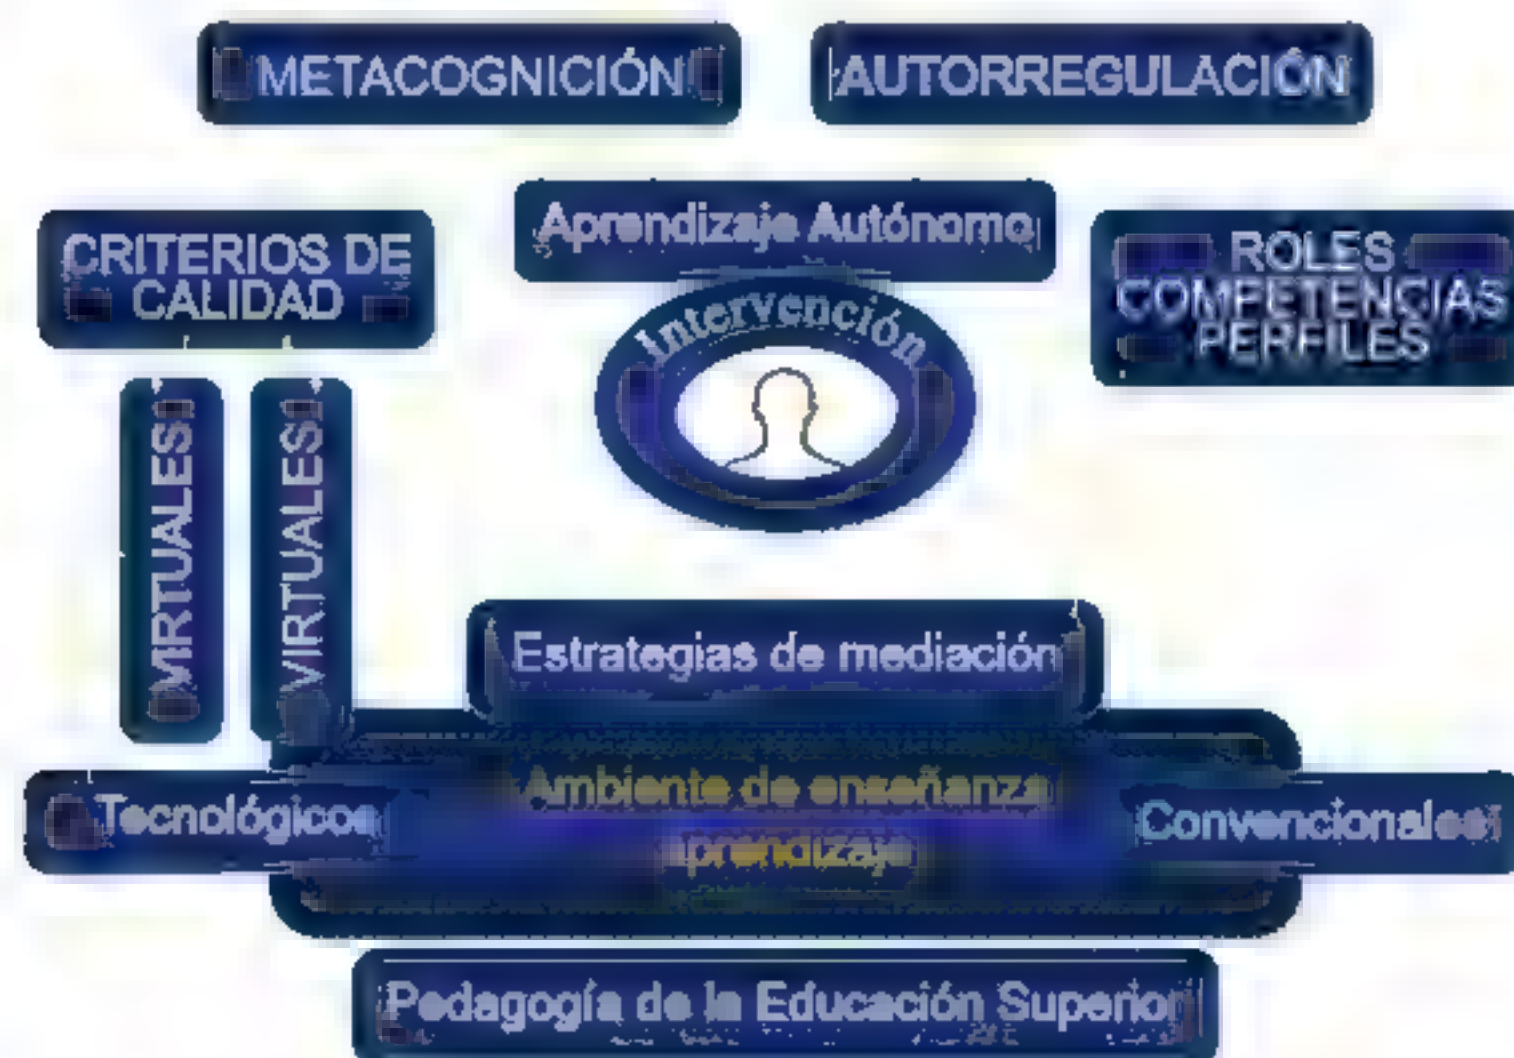 METACOGNICIÓN
AUTORREGULACIÓN
Aprendizaje Autónomo
CRITERIOS DE
CALIDAD
ROLES
COMPETENCIAS
PERFILES
Intervención
VIRTUALES
VIRTUALES
Estrategias de mediación
Ambiente de enseñanza
aprendizaje
Tecnológicos
Convencionales
Pedagogía de la Educación Superior